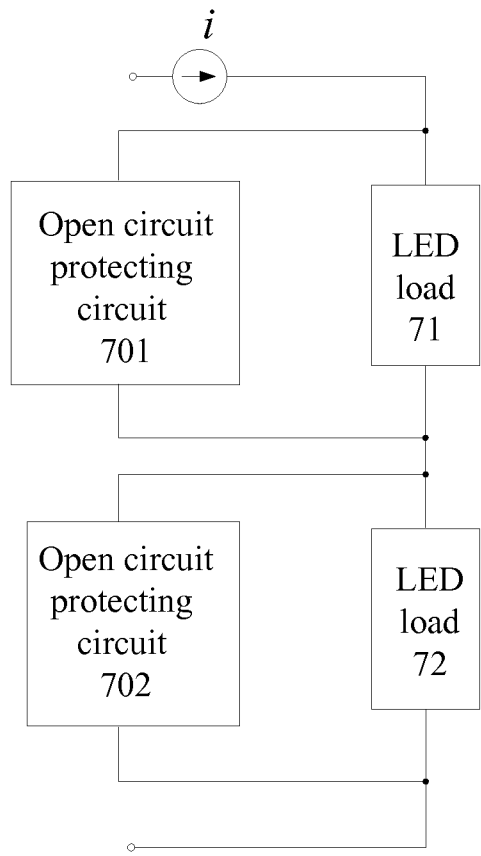 i
Open circuit
protecting
circuit
701
LED
load
71
Open circuit
protecting
circuit
702
LED
load
72